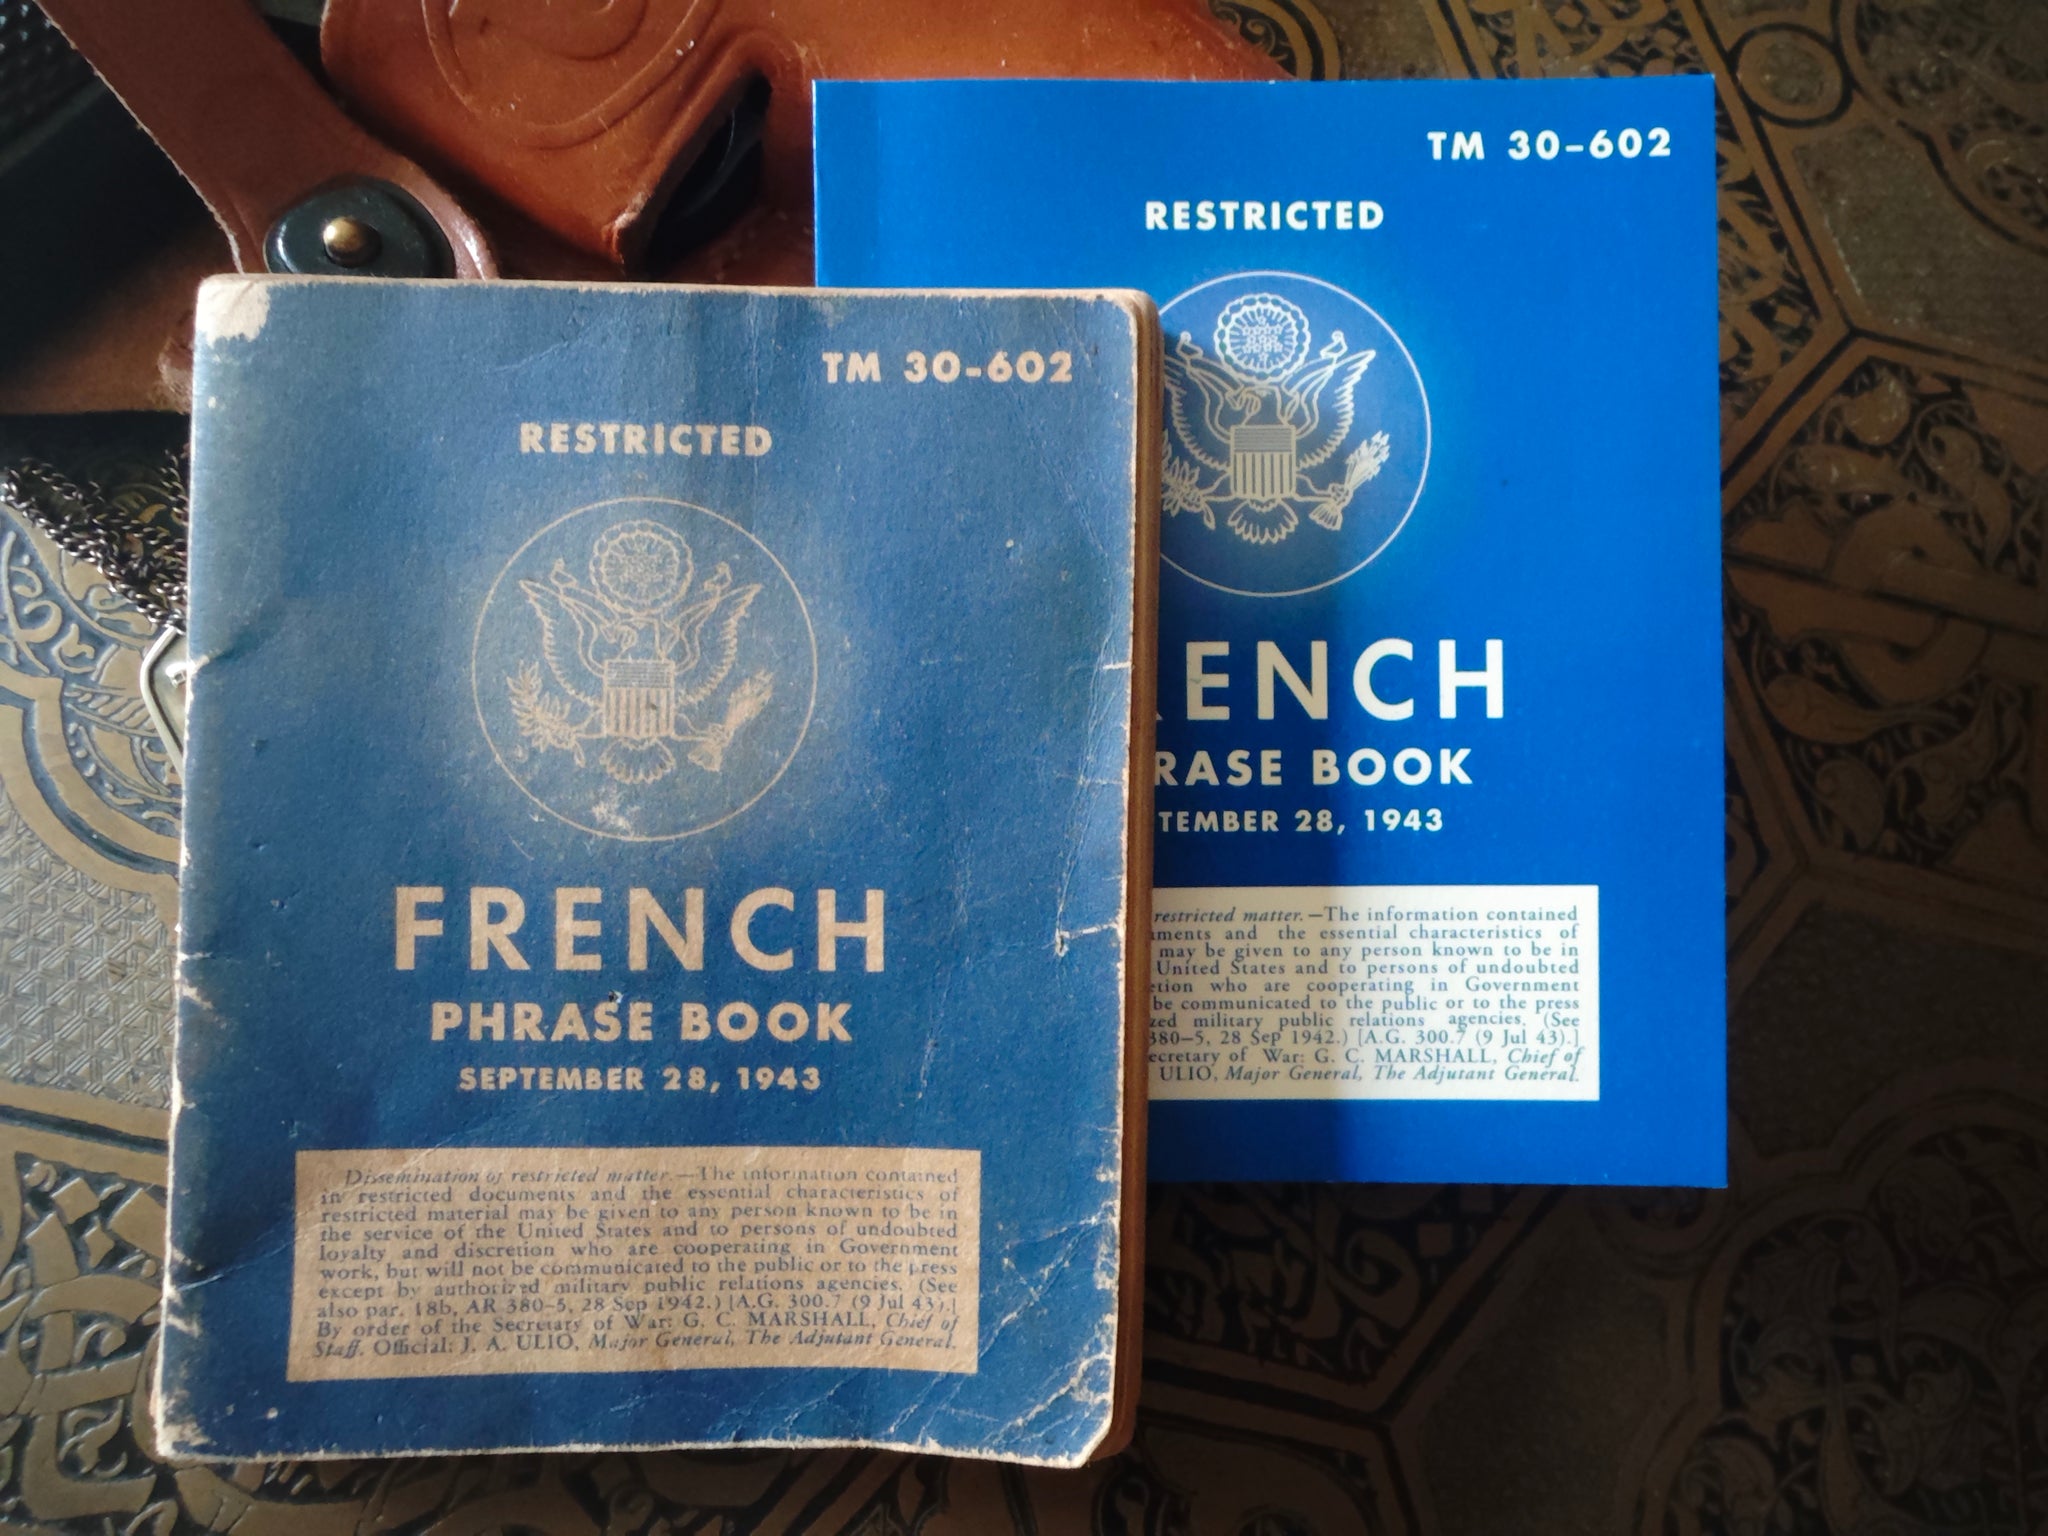 TM 30-602
RESTRICTED
FRENCH
PHRASE BOOK
SEPTEMBER 28, 1943
Dissemination of restricted matter.—The information contained
in restricted documents and the essential characteristics of
restricted material may be given to any person known to be in
the service of the United States and to persons of undoubted
loyalty and discretion who are cooperating in Government
work, but will not be communicated to the public or to the press
except by authorized military public relations agencies. (See
also par. 18b, AR 380-5, 28 Sep 1942.) [A.G. 300.7 (9 Jul 43).]
By order of the Secretary of War: G. C. MARSHALL, Chief of
Staff. Official: J. A. ULIO, Major General, The Adjutant General.
TM 30-602
RESTRICTED
RENCH
RASE BOOK
TEMBER 28, 1943
restricted matter.—The information contained
ments and the essential characteristics of
may be given to any person known to be in
United States and to persons of undoubted
etion who are cooperating in Government
be communicated to the public or to the press
zed military public relations agencies. (See
380-5, 28 Sep 1942.) [A.G. 300.7 (9 Jul 43).]
ecretary of War: G. C. MARSHALL, Chief of
ULIO, Major General, The Adjutant General.